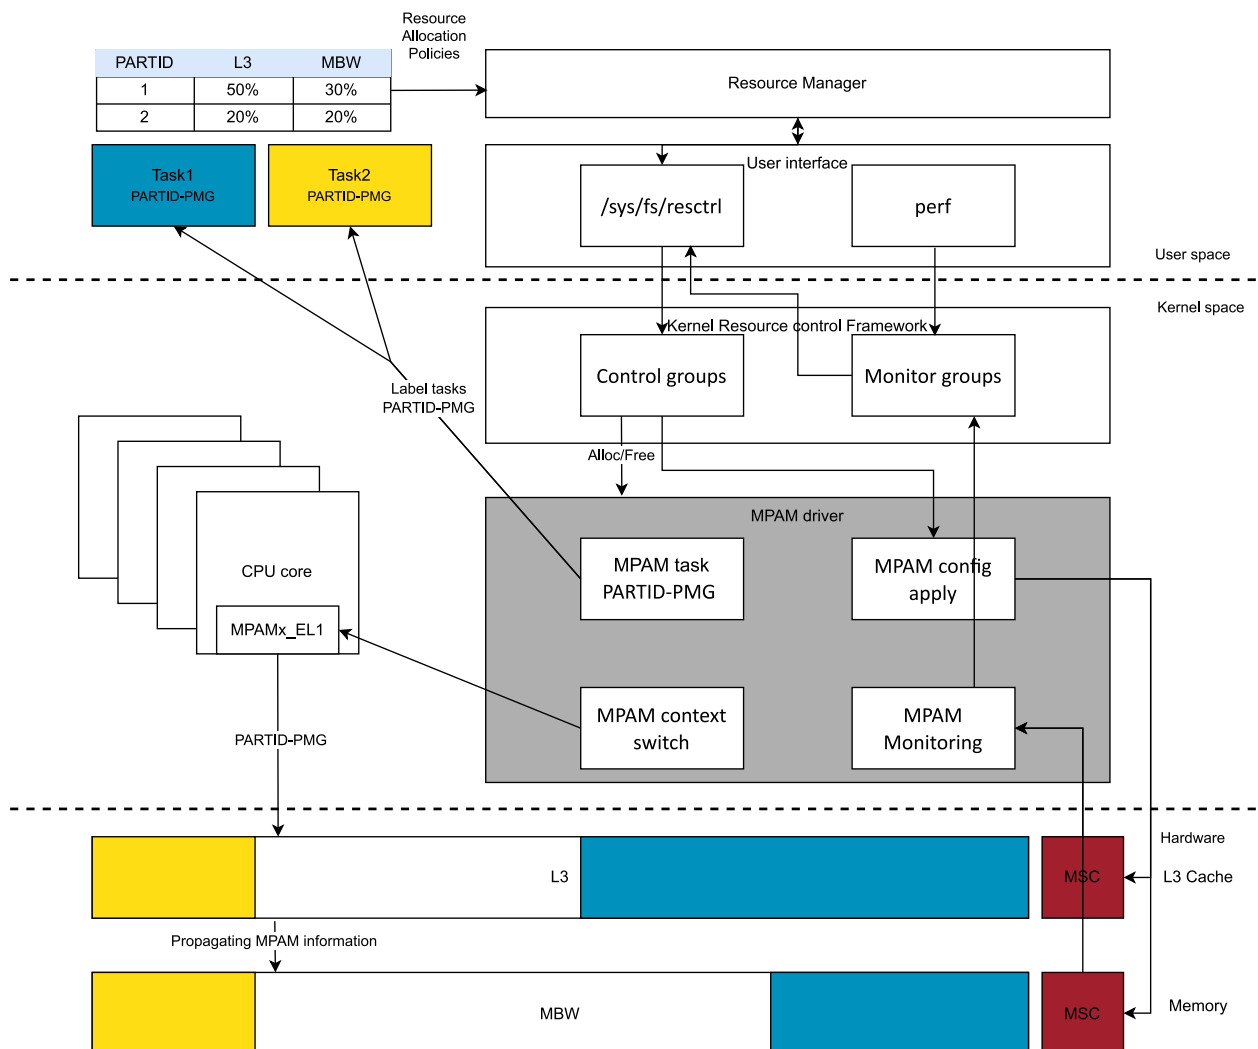 Resource
Allocation
Policies
PARTID L3 MBW
1 50% 30%
2 20% 20%
Resource Manager
Task1
PARTID-PMG
Task2
PARTID-PMG
User interface
/sys/fs/resctrl
perf
User space
Kernel space
Kernel Resource control Framework
Control groups
Monitor groups
Label tasks
PARTID-PMG
Alloc/Free
MPAM driver
MPAM task
PARTID-PMG
MPAM config
apply
CPU core
MPAMx_EL1
MPAM context
switch
MPAM
Monitoring
PARTID-PMG
Hardware
L3
MSC
L3 Cache
Propagating MPAM information
MBW
MSC
Memory